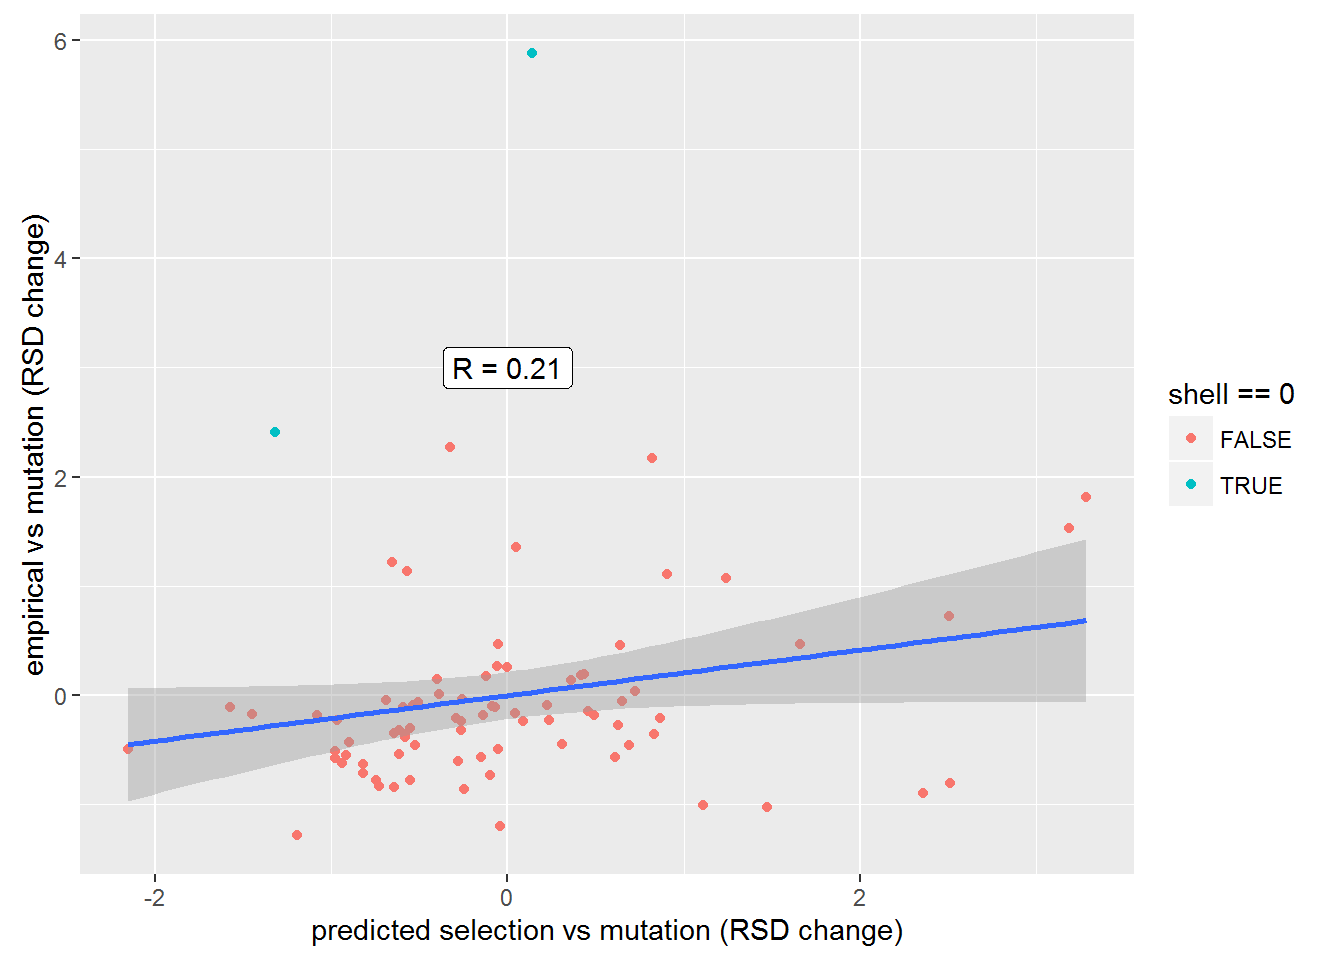 6
4
2
0
-2
0
2
empirical vs mutation (RSD change)
predicted selection vs mutation (RSD change)
R = 0.21
shell == 0
FALSE
TRUE